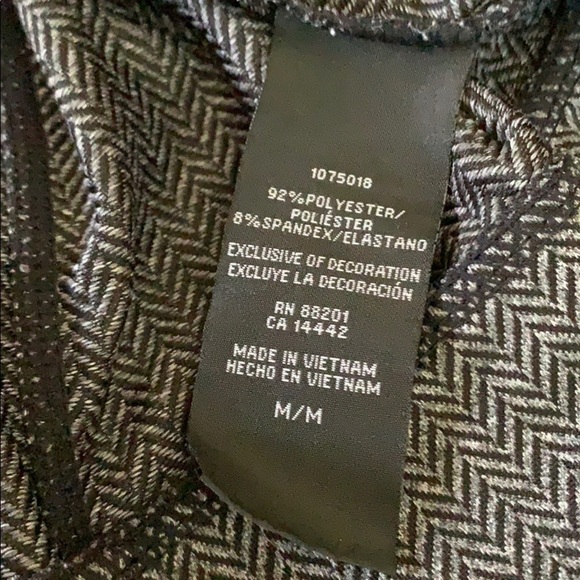 1075018
92%POLYESTER/
POLIÉSTER
8%SPANDEX/ELASTANO
EXCLUSIVE OF DECORATION
EXCLUYE LA DECORACIÓN
RN 88201
CA 14442
MADE IN VIETNAM
HECHO EN VIETNAM
M/M